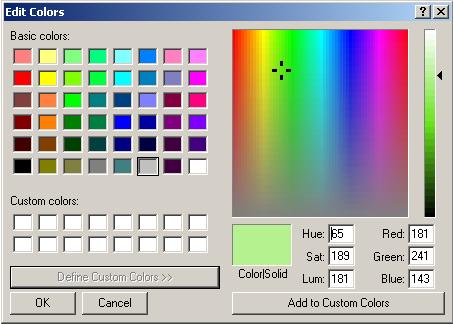 Edit Colors
Basic colors:
Custom colors:
Define Custom Colors >>
OK
Cancel
Color|Solid
Hue: 65
Sat: 189
Lum: 181
Red: 181
Green: 241
Blue: 143
Add to Custom Colors